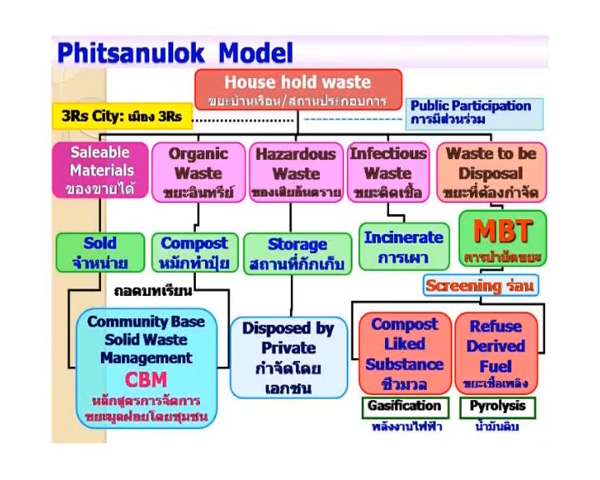 Phitsanulok Model
House hold waste
ขยะบ้านเรือน/สถานประกอบการ
3Rs City: เมือง 3Rs
Public Participation
การมีส่วนร่วม
Saleable
Materials
ของขายได้
Organic
Waste
ขยะอินทรีย์
Hazardous
Waste
ของเสียอันตราย
Infectious
Waste
ขยะติดเชื้อ
Waste to be
Disposal
ขยะที่ต้องกำจัด
Sold
จำหน่าย
Compost
หมักทำปุ๋ย
Storage
สถานที่กักเก็บ
Incinerate
การเผา
MBT
การบำบัดขยะ
Screening ร่อน
ถอดบทเรียน
Community Base
Solid Waste
Management
CBM
หลักสูตรการจัดการ
ขยะมูลฝอยโดยชุมชน
Disposed by
Private
กำจัดโดย
เอกชน
Compost
Liked
Substance
ชีวมวล
Refuse
Derived
Fuel
ขยะเชื้อเพลิง
Gasification
พลังงานไฟฟ้า
Pyrolysis
น้ำมันดิบ